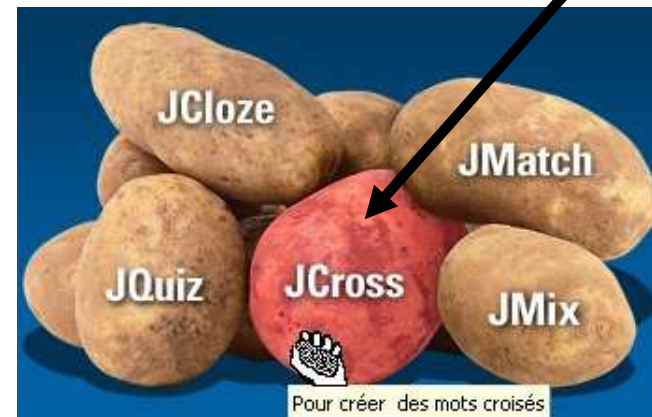 JCloze
JMatch
JQuiz
JCross
JMix
Pour créer des mots croisés